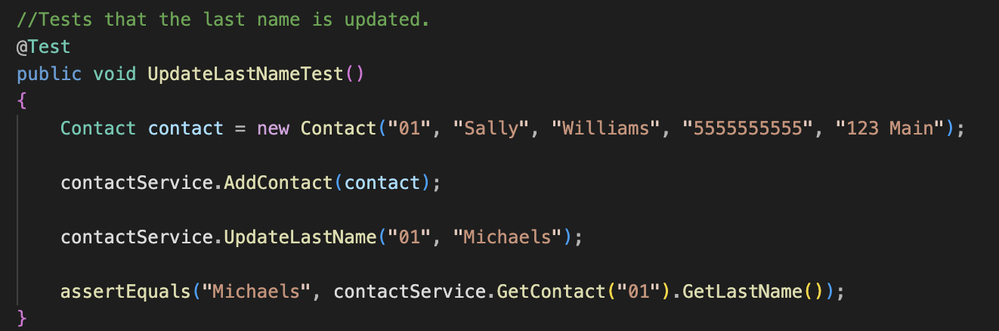 //Tests that the last name is updated.
@Test
public void UpdateLastNameTest()
{
    Contact contact = new Contact("01", "Sally", "Williams", "5555555555", "123 Main");
    contactService.AddContact(contact);
    contactService.UpdateLastName("01", "Michaels");
    assertEquals("Michaels", contactService.GetContact("01").GetLastName());
}